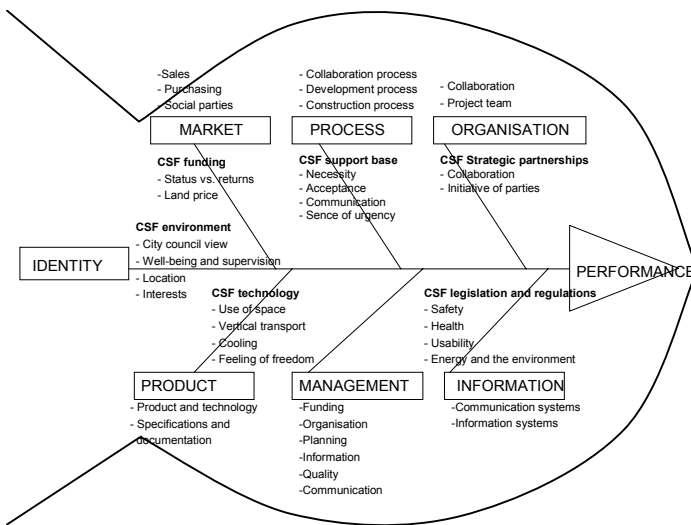 -Sales
- Purchasing
- Social parties
MARKET
- Collaboration process
- Development process
- Construction process
PROCESS
- Collaboration
- Project team
ORGANISATION
CSF funding
- Status vs. returns
- Land price
CSF support base
- Necessity
- Acceptance
- Communication
- Sence of urgency
CSF Strategic partnerships
- Collaboration
- Initiative of parties
CSF environment
- City council view
- Well-being and supervision
- Location
- Interests
IDENTITY
PERFORMANCE
CSF technology
- Use of space
- Vertical transport
- Cooling
- Feeling of freedom
CSF legislation and regulations
- Safety
- Health
- Usability
- Energy and the environment
PRODUCT
- Product and technology
- Specifications and
documentation
MANAGEMENT
-Funding
-Organisation
-Planning
-Information
-Quality
-Communication
INFORMATION
-Communication systems
-Information systems